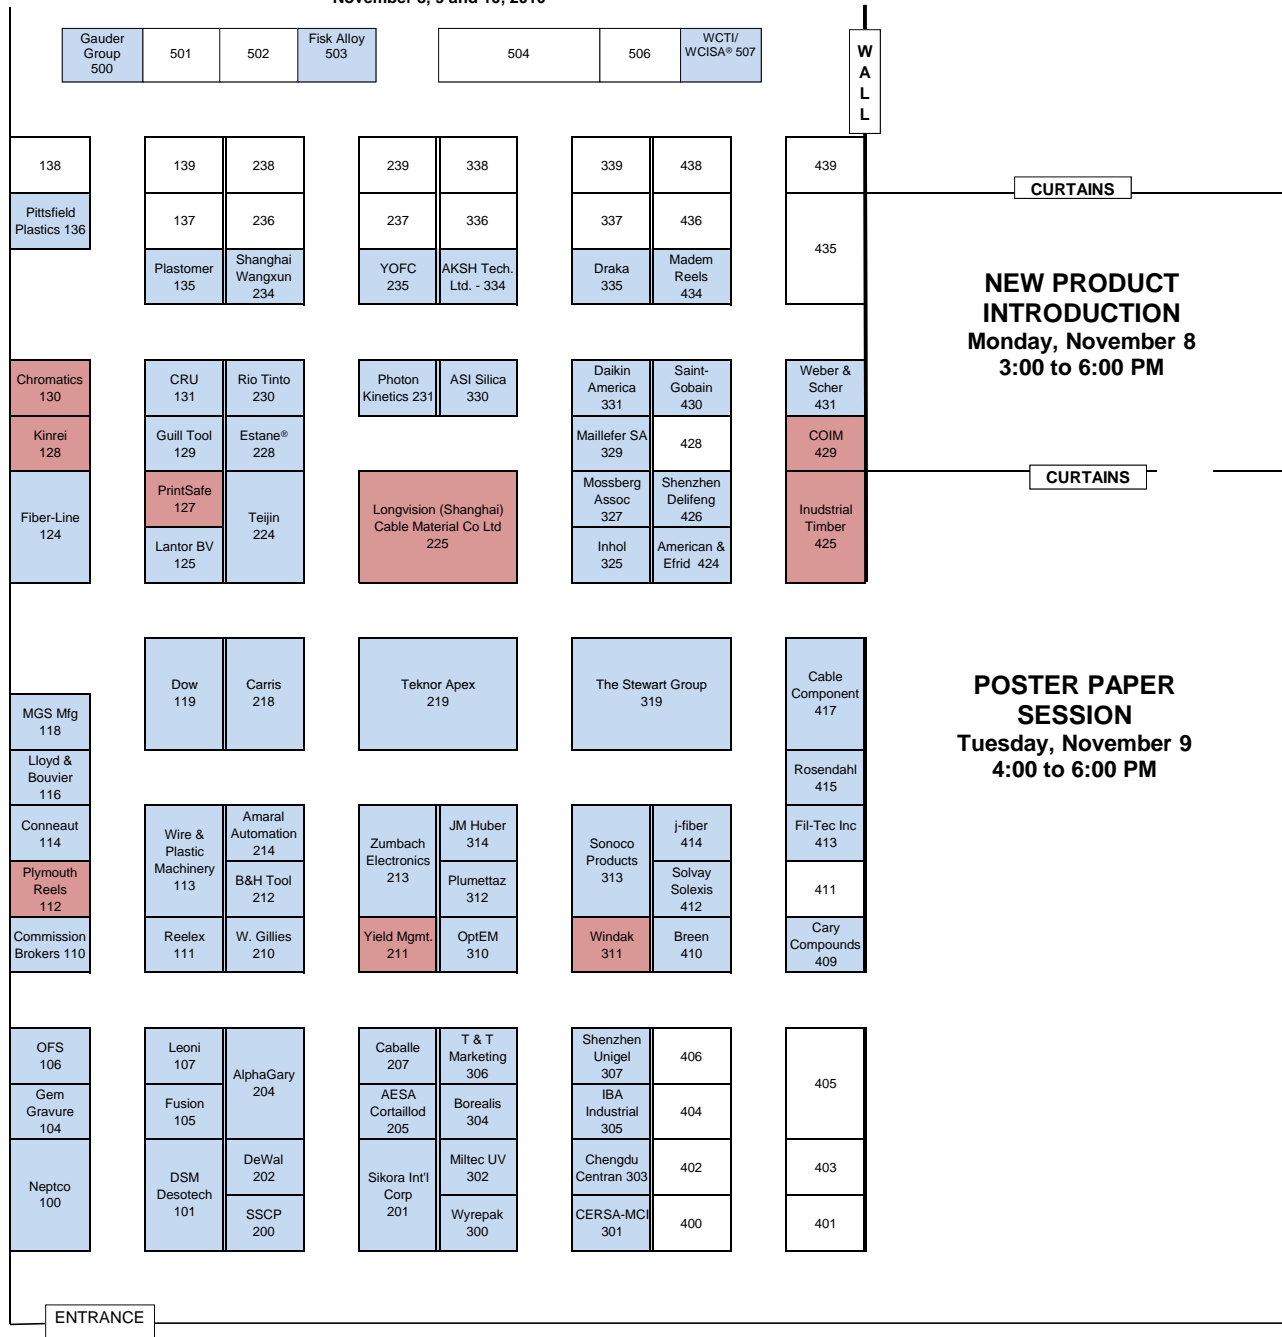 November 8, 9 and 10, 2010
Gauder
Group
500
501
502
Fisk Alloy
503
504
506
WCTI/
WCISA® 507
W
A
L
L
138
139
238
239
338
339
438
439
CURTAINS
Pittsfield
Plastics 136
137
236
237
336
337
436
435
Plastomer
135
Shanghai
Wangxun
234
YOFC
235
AKSH Tech.
Ltd. - 334
Draka
335
Madem
Reels
434
NEW PRODUCT
INTRODUCTION
Monday, November 8
3:00 to 6:00 PM
Chromatics
130
CRU
131
Rio Tinto
230
Photon
Kinetics 231
ASI Silica
330
Daikin
America
331
Saint-
Gobain
430
Weber &
Scher
431
Kinrei
128
Guill Tool
129
Estane®
228
Maillefer SA
329
428
COIM
429
CURTAINS
Fiber-Line
124
PrintSafe
127
Teijin
224
Longvision (Shanghai)
Cable Material Co Ltd
225
Mossberg
Assoc
327
Shenzhen
Delifeng
426
Inudstrial
Timber
425
Lantor BV
125
Inhol
325
American &
Efrid 424
Dow
119
Carris
218
Teknor Apex
219
The Stewart Group
319
Cable
Component
417
POSTER PAPER
SESSION
Tuesday, November 9
4:00 to 6:00 PM
MGS Mfg
118
Lloyd &
Bouvier
116
Rosendahl
415
Conneaut
114
Wire &
Plastic
Machinery
113
Amaral
Automation
214
Zumbach
Electronics
213
JM Huber
314
Sonoco
Products
313
j-fiber
414
Fil-Tec Inc
413
Plymouth
Reels
112
B&H Tool
212
Plumettaz
312
Solvay
Solexis
412
411
Commission
Brokers 110
Reelex
111
W. Gillies
210
Yield Mgmt.
211
OptEM
310
Windak
311
Breen
410
Cary
Compounds
409
OFS
106
Leoni
107
AlphaGary
204
Caballe
207
T & T
Marketing
306
Shenzhen
Unigel
307
406
405
Gem
Gravure
104
Fusion
105
AESA
Cortaillod
205
Borealis
304
IBA
Industrial
305
404
Neptco
100
DSM
Desotech
101
DeWal
202
Sikora Int'l
Corp
201
Miltec UV
302
Chengdu
Centran 303
402
403
SSCP
200
Wyrepak
300
CERSA-MCI
301
400
401
ENTRANCE